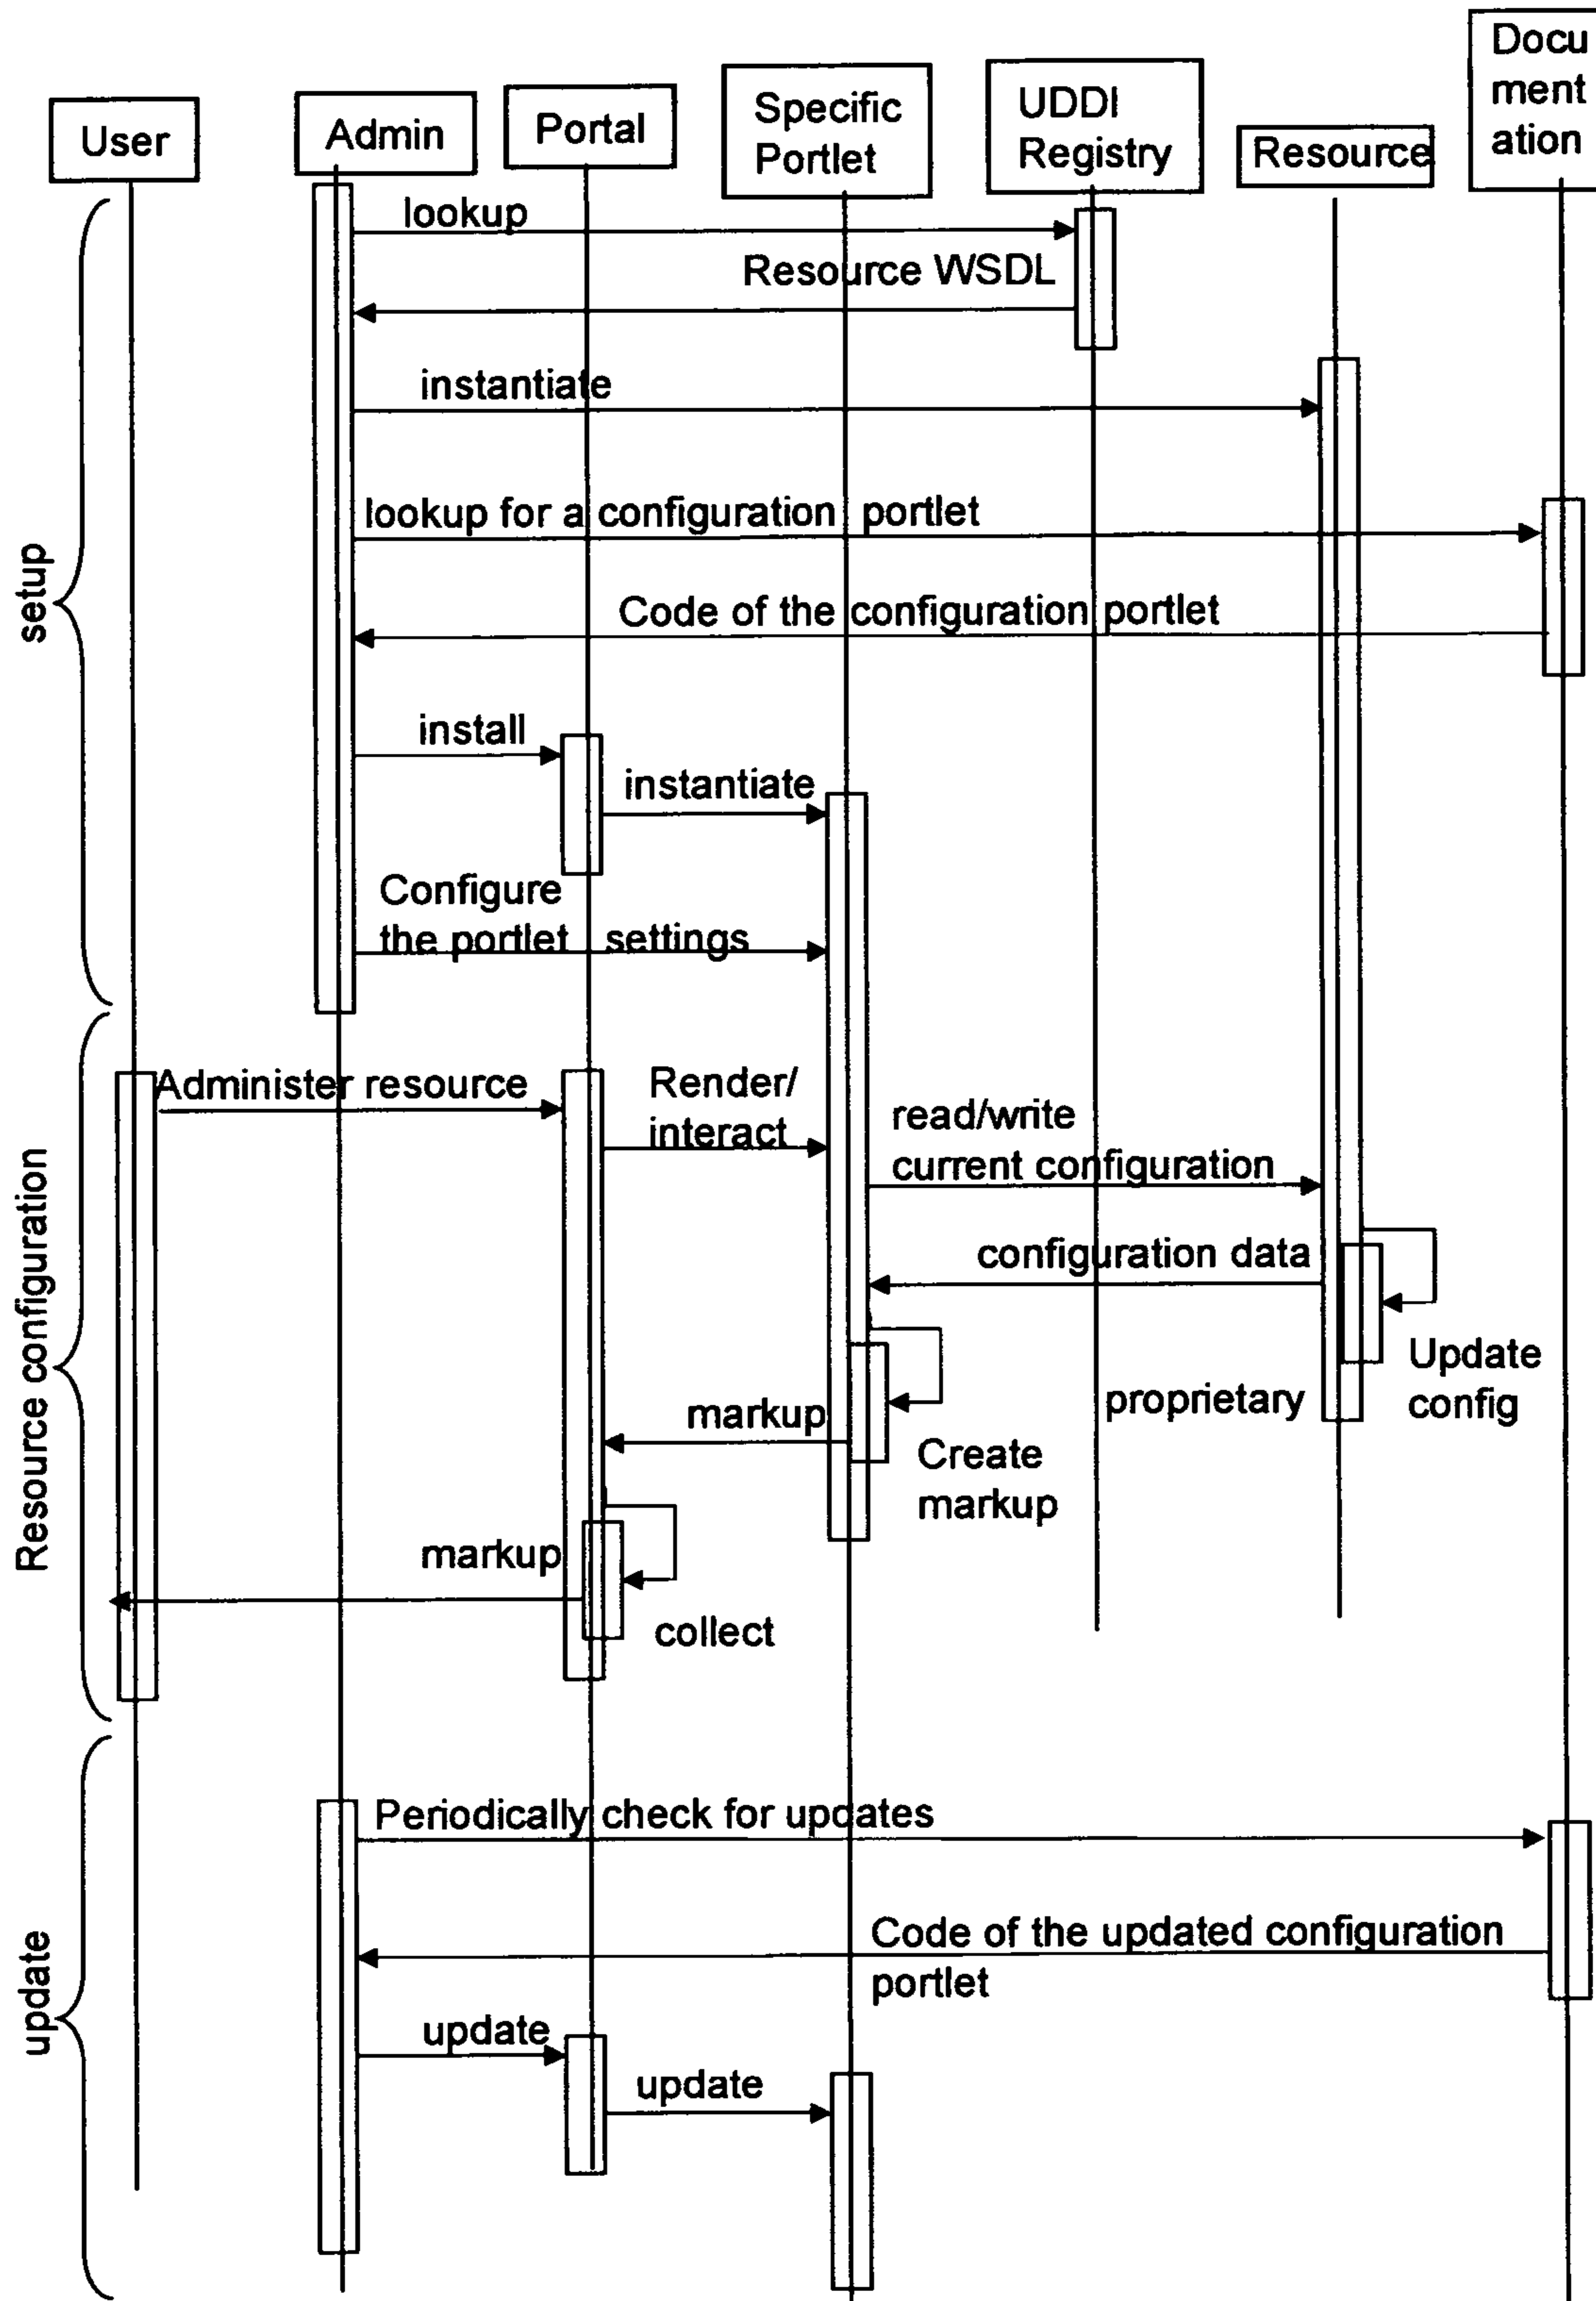 User
Admin
Portal
Specific
Portlet
UDDI
Registry
Resource
Docu
ment
ation
lookup
Resource WSDL
instantiate
lookup for a configuration portlet
Code of the configuration portlet
install
instantiate
Configure
the portlet settings
setup
Administer resource
Render/
interact
read/write
current configuration
configuration data
Update
config
proprietary
markup
Create
markup
markup
collect
Resource configuration
Periodically check for updates
Code of the updated configuration
portlet
update
update
update